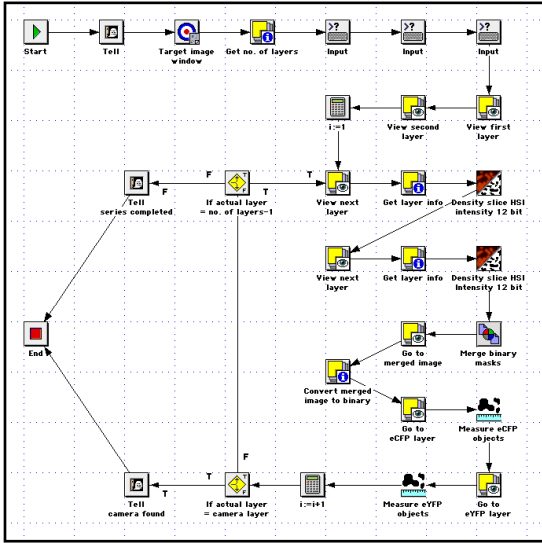 >? >? >?
Start Tell Target image Get no. of layers Input Input Input
window
i:=1 View second View first
layer layer
F T T
F T
Tell If actual layer View next Get layer info Density slice HSI
series completed = no. of layers-1 layer intensity 12 bit
View next Get layer info Density slice HSI
layer Intensity 12 bit
End Go to Merge binary
merged image masks
Convert merged
image to binary
Go to Measure eCFP
eCFP layer objects
F
T T
T F
Tell If actual layer i:=i+1 Measure eYFP Go to
camera found = camera layer objects eYFP layer